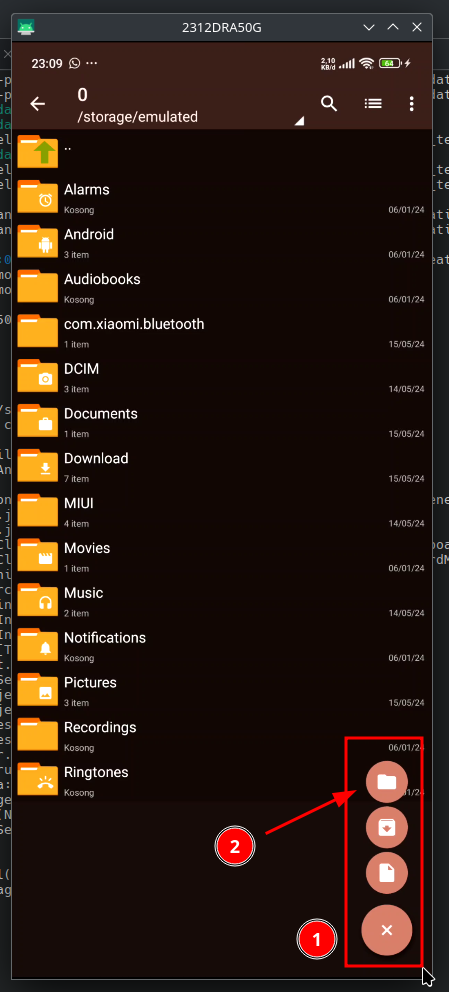 2312DRA50G
23:09
2,10
KB/d
64
0
/storage/emulated
..
Alarms
Kosong
06/01/24
Android
3 item
06/01/24
Audiobooks
Kosong
06/01/24
com.xiaomi.bluetooth
1 item
15/05/24
DCIM
3 item
14/05/24
Documents
1 item
15/05/24
Download
7 item
15/05/24
MIUI
4 item
14/05/24
Movies
1 item
06/01/24
Music
2 item
14/05/24
Notifications
Kosong
06/01/24
Pictures
3 item
15/05/24
Recordings
Kosong
06/01/24
Ringtones
Kosong
2
1